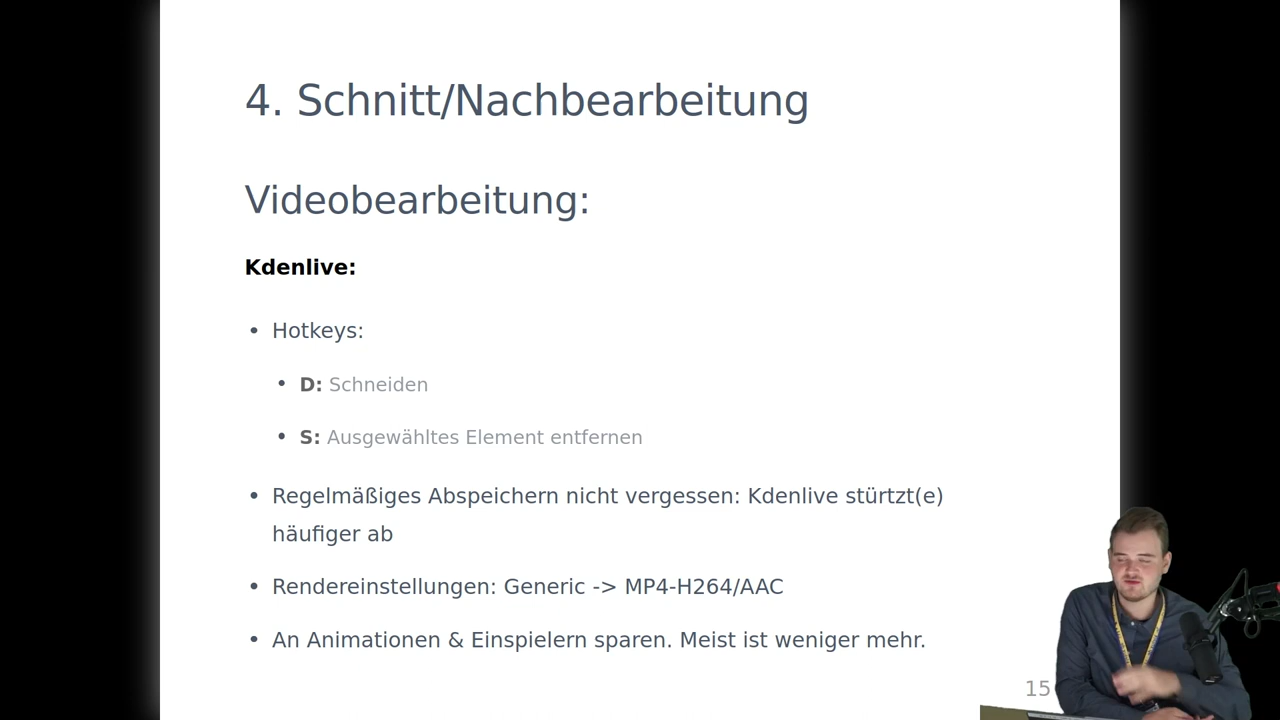 4. Schnitt/Nachbearbeitung
Videobearbeitung:
Kdenlive:
• Hotkeys:
• D: Schneiden
• S: Ausgewähltes Element entfernen
• Regelmäßiges Abspeichern nicht vergessen: Kdenlive stürtzt(e)
häufiger ab
• Rendereinstellungen: Generic -> MP4-H264/AAC
• An Animationen & Einspielern sparen. Meist ist weniger mehr.
15